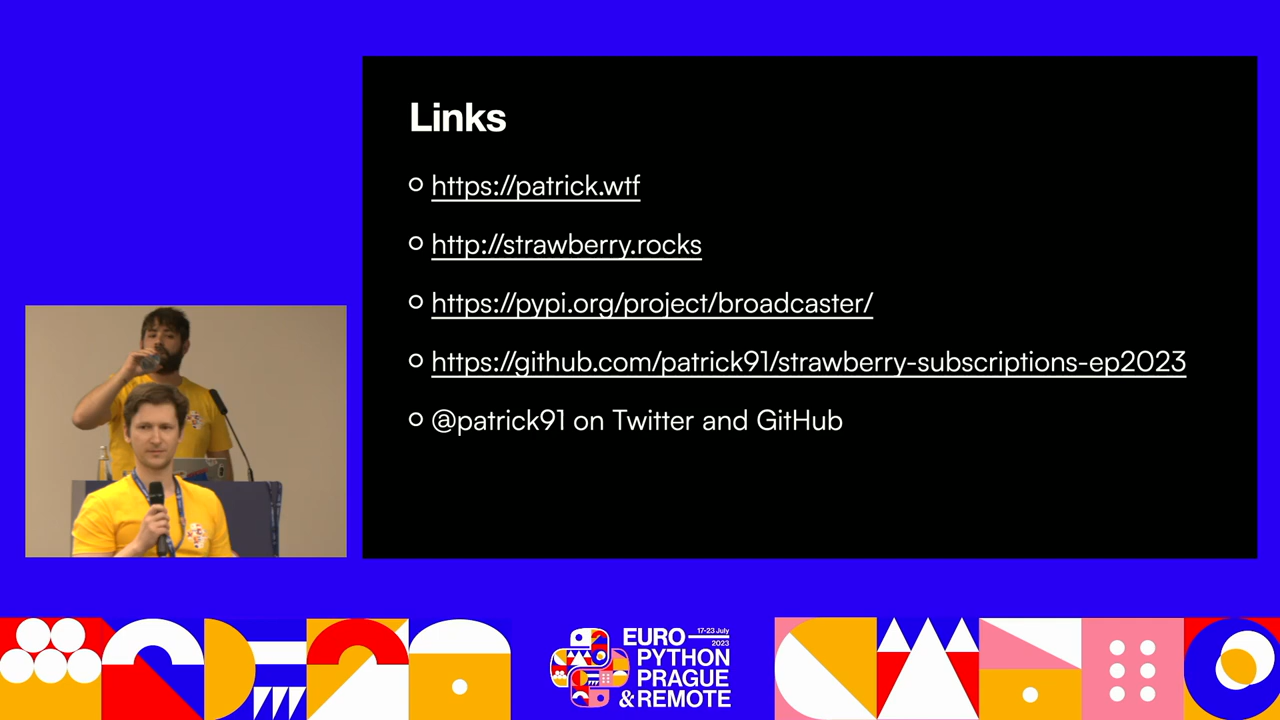 Links
https://patrick.wtf
http://strawberry.rocks
https://pypi.org/project/broadcaster/
https://github.com/patrick91/strawberry-subscriptions-ep2023
@patrick91 on Twitter and GitHub
EURO 17-23 July 2023
PYTHON
PRAGUE
& REMOTE